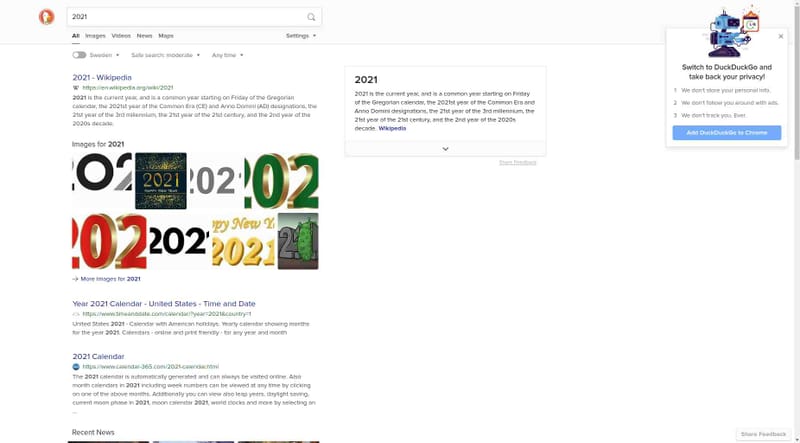 2021
All Images Videos News Maps Settings
Sweden Safe search: moderate Any time
2021 - Wikipedia
https://en.wikipedia.org/wiki/2021
2021 is the current year, and is a common year starting on Friday of the Gregorian
calendar, the 2021st year of the Common Era (CE) and Anno Domini (AD) designations, the
21st year of the 3rd millennium, the 21st year of the 21st century, and the 2nd year of the
2020s decade.
Images for 2021
202
2021
HAPPY NEW YEAR
202
202
202
202
ppy New Y
2021
2021
More Images for 2021
Year 2021 Calendar - United States - Time and Date
https://www.timeanddate.com/calendar/?year=2021&country=1
United States 2021 - Calendar with American holidays. Yearly calendar showing months
for the year 2021. Calendars - online and print friendly - for any year and month
2021 Calendar
https://www.calendar-365.com/2021-calendar.html
The 2021 calendar is automatically generated and can always be visited online. Also
month calendars in 2021 including week numbers can be viewed at any time by clicking
on one of the above months. Additionally you can view also leap years, daylight saving,
current moon phase in 2021, moon calendar 2021, world clocks and more by selecting an
...
Recent News
2021
2021 is the current year, and is a common year starting on Friday
of the Gregorian calendar, the 2021st year of the Common Era and
Anno Domini designations, the 21st year of the 3rd millennium, the
21st year of the 21st century, and the 2nd year of the 2020s
decade. Wikipedia
Share Feedback
Switch to DuckDuckGo and
take back your privacy!
1 We don't store your personal info.
2 We don't follow you around with ads.
3 We don't track you. Ever.
Add DuckDuckGo to Chrome
Share Feedback